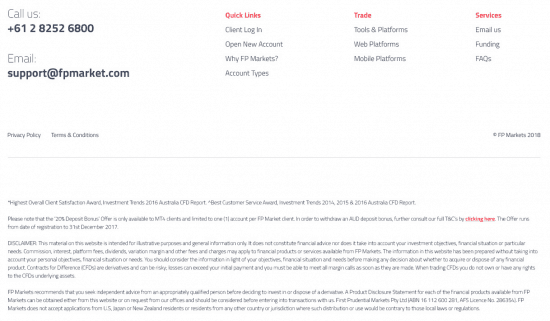 Call us:
+61 2 8252 6800
Email:
support@fpmarket.com
Quick Links
Client Log In
Open New Account
Why FP Markets?
Account Types
Trade
Tools & Platforms
Web Platforms
Mobile Platforms
Services
Email us
Funding
FAQs
Privacy Policy Terms & Conditions
© FP Markets 2018
*Highest Overall Client Satisfaction Award, Investment Trends 2016 Australia CFD Report. ^Best Customer Service Award, Investment Trends 2014, 2015 & 2016 Australia CFD Report.
Please note that the '20% Deposit Bonus' Offer is only available to MT4 clients and limited to one (1) account per FP Market client. In order to withdraw an AUD deposit bonus, further consult our full T&C's by clicking here. The Offer runs
from date of registration to 31st December 2017.
DISCLAIMER: This material on this website is intended for illustrative purposes and general information only. It does not constitute financial advice nor does it take into account your investment objectives, financial situation or particular
needs. Commission, interest, platform fees, dividends, variation margin and other fees and charges may apply to financial products or services available from FP Markets. The information in this website has been prepared without taking into
account your personal objectives, financial situation or needs. You should consider the information in light of your objectives, financial situation and needs before making any decision about whether to acquire or dispose of any financial
product. Contracts for Difference (CFDs) are derivatives and can be risky; losses can exceed your initial payment and you must be able to meet all margin calls as soon as they are made. When trading CFDs you do not own or have any rights
to the CFDs underlying assets.
FP Markets recommends that you seek independent advice from an appropriately qualified person before deciding to invest in or dispose of a derivative. A Product Disclosure Statement for each of the financial products available from FP
Markets can be obtained either from this website or on request from our offices and should be considered before entering into transactions with us. First Prudential Markets Pty Ltd (ABN 16 112 600 281, AFS Licence No. 286354). FP
Markets does not accept applications from U.S, Japan or New Zealand residents or residents from any other country or jurisdiction where such distribution or use would be contrary to those local laws or regulations.